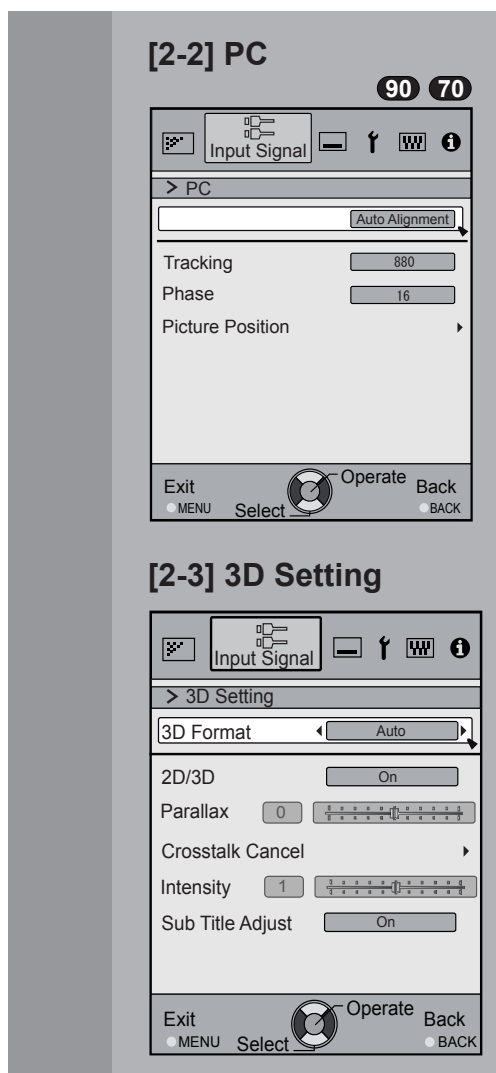 [2-2] PC
90 70
Input Signal
> PC
Auto Alignment
Tracking 880
Phase 16
Picture Position
Exit Operate Back
MENU Select BACK
[2-3] 3D Setting
Input Signal
> 3D Setting
3D Format Auto
2D/3D On
Parallax 0
Crosstalk Cancel
Intensity 1
Sub Title Adjust On
Exit Operate Back
MENU Select BACK